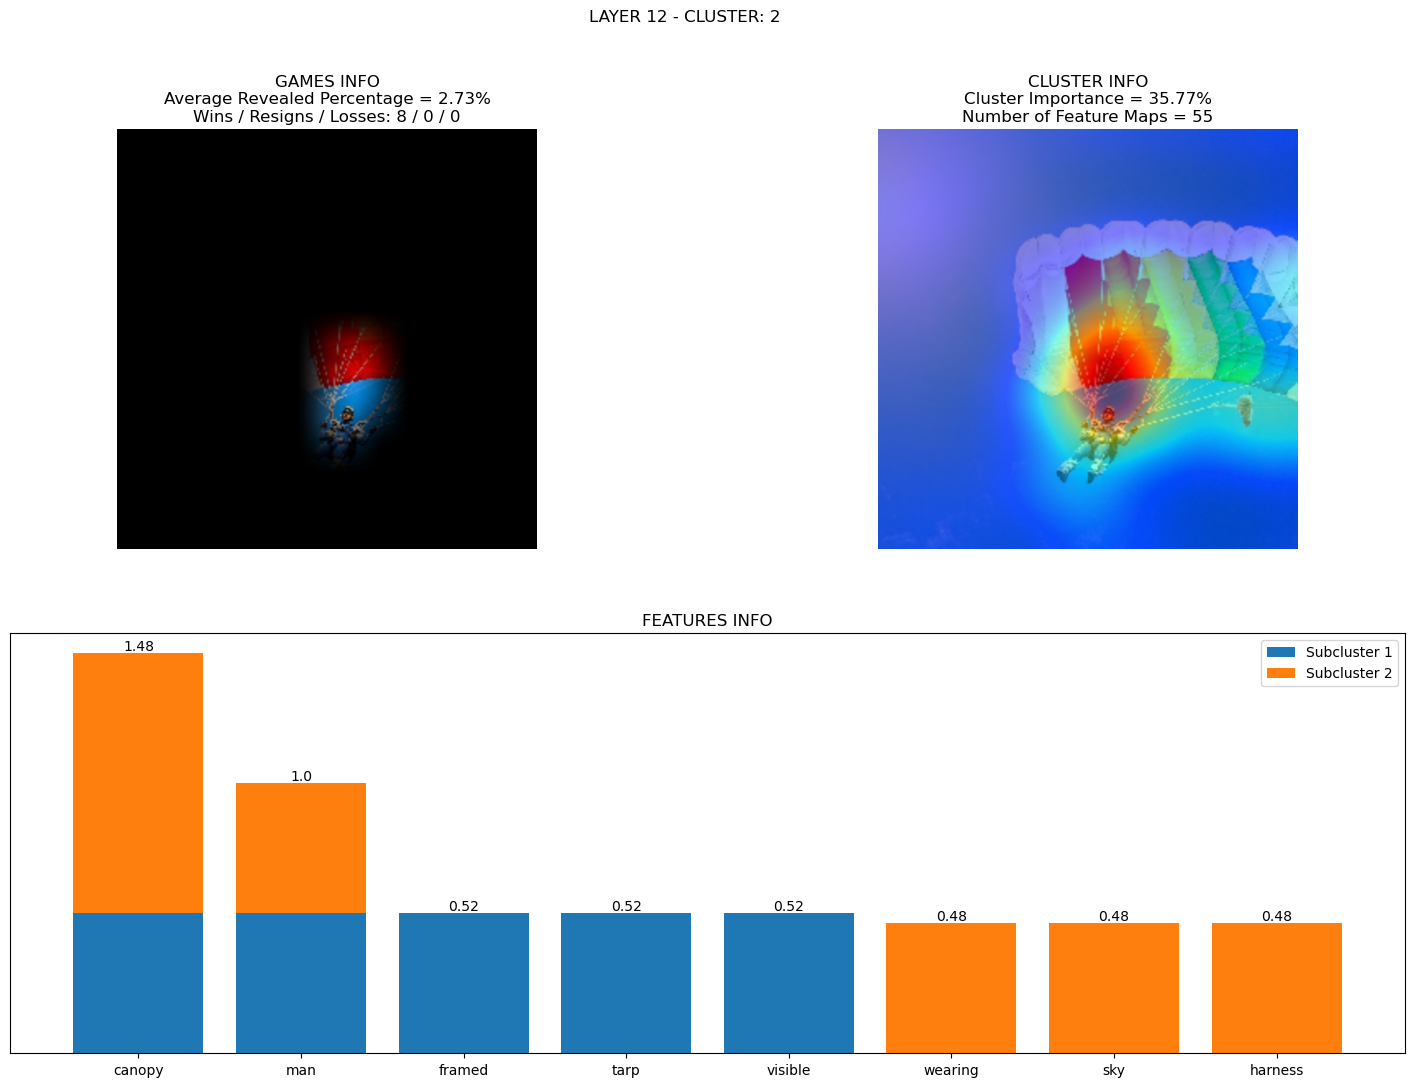 LAYER 12 - CLUSTER: 2
GAMES INFO
Average Revealed Percentage = 2.73%
Wins / Resigns / Losses: 8 / 0 / 0
CLUSTER INFO
Cluster Importance = 35.77%
Number of Feature Maps = 55
FEATURES INFO
1.48
1.0
0.52
0.52
0.52
0.48
0.48
0.48
Subcluster 1
Subcluster 2
canopy
man
framed
tarp
visible
wearing
sky
harness